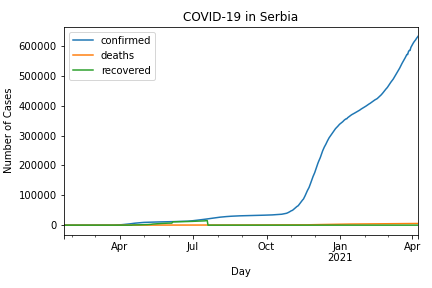 COVID-19 in Serbia
confirmed
deaths
recovered
Number of Cases
600000
500000
400000
300000
200000
100000
0
Apr
Jul
Oct
Jan
2021
Apr
Day